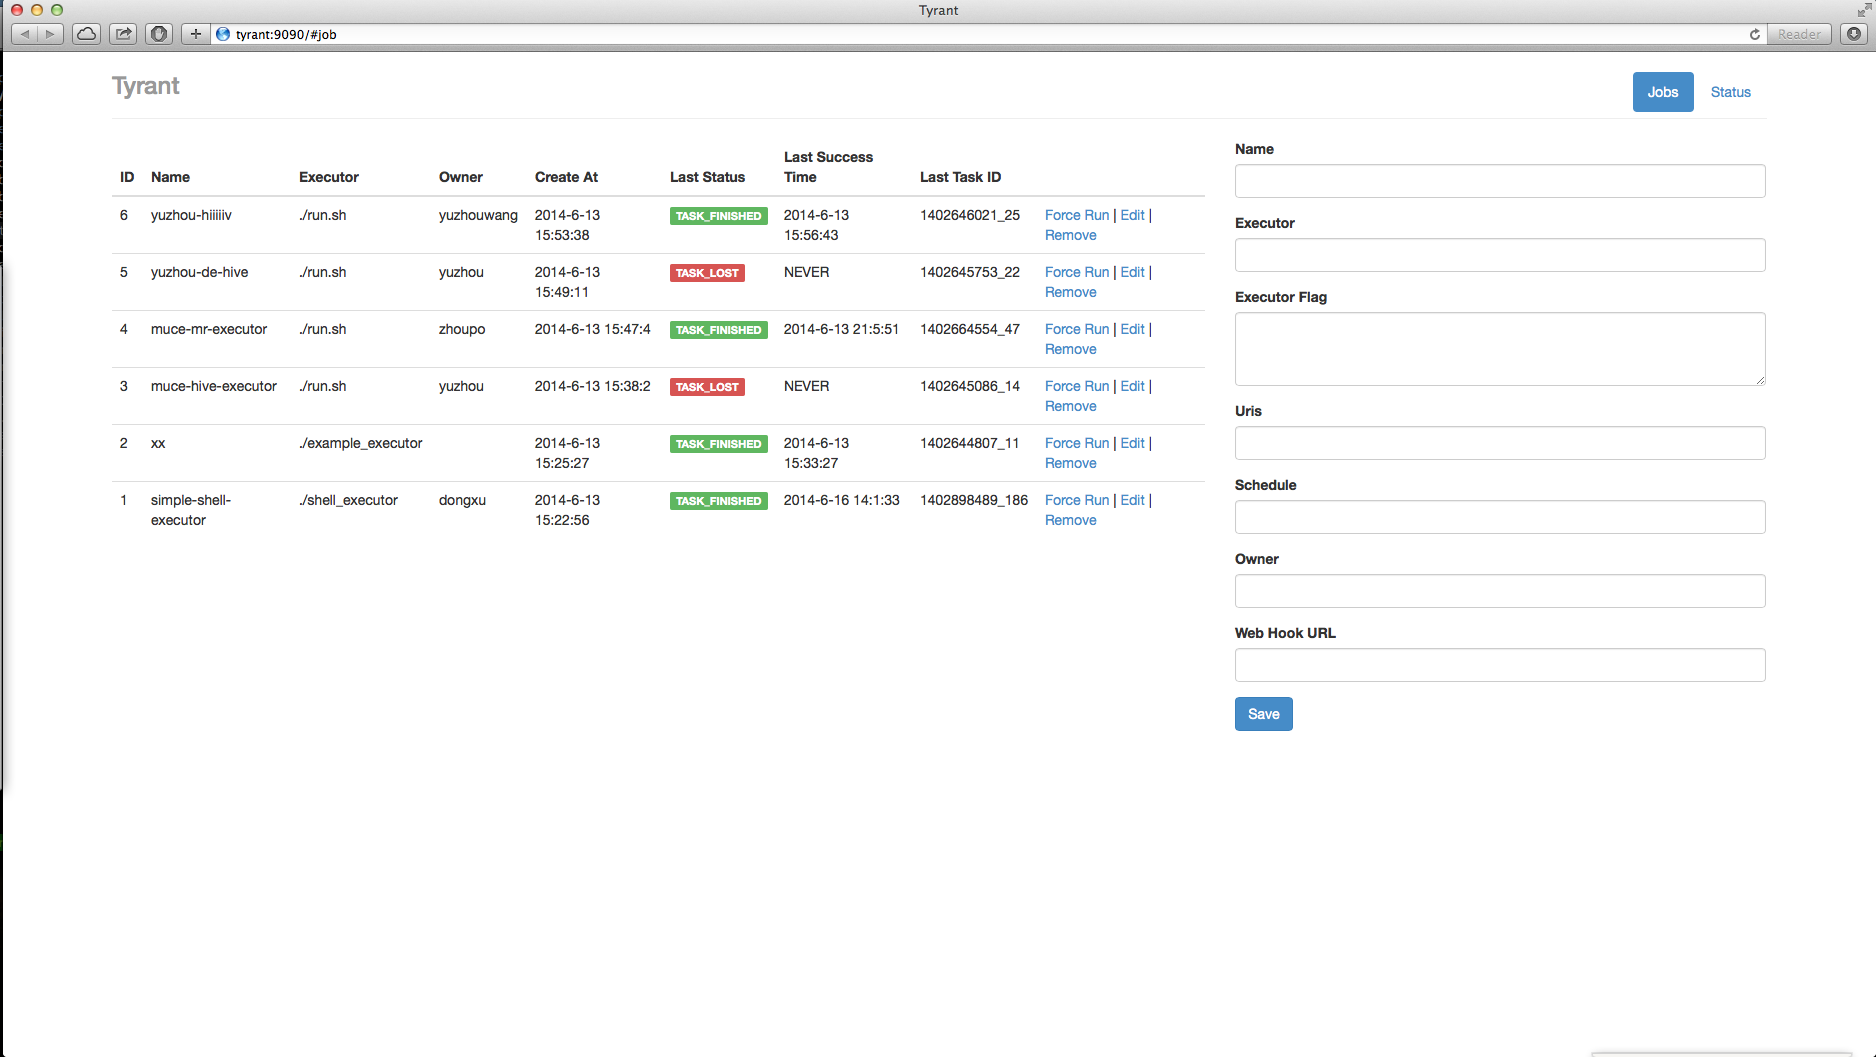 Tyrant
tyrant:9090/#job
Reader
Tyrant
Jobs
Status
ID Name Executor Owner Create At Last Status Last Success Time Last Task ID
6 yuzhou-hiiiiv ./run.sh yuzhouwang 2014-6-13 15:53:38 TASK_FINISHED 2014-6-13 15:56:43 1402646021_25 Force Run | Edit | Remove
5 yuzhou-de-hive ./run.sh yuzhou 2014-6-13 15:49:11 TASK_LOST NEVER 1402645753_22 Force Run | Edit | Remove
4 muce-mr-executor ./run.sh zhoupo 2014-6-13 15:47:4 TASK_FINISHED 2014-6-13 21:5:51 1402664554_47 Force Run | Edit | Remove
3 muce-hive-executor ./run.sh yuzhou 2014-6-13 15:38:2 TASK_LOST NEVER 1402645086_14 Force Run | Edit | Remove
2 xx ./example_executor 2014-6-13 15:25:27 TASK_FINISHED 2014-6-13 15:33:27 1402644807_11 Force Run | Edit | Remove
1 simple-shell-executor ./shell_executor dongxu 2014-6-13 15:22:56 TASK_FINISHED 2014-6-16 14:1:33 1402898489_186 Force Run | Edit | Remove
Name
Executor
Executor Flag
Uris
Schedule
Owner
Web Hook URL
Save